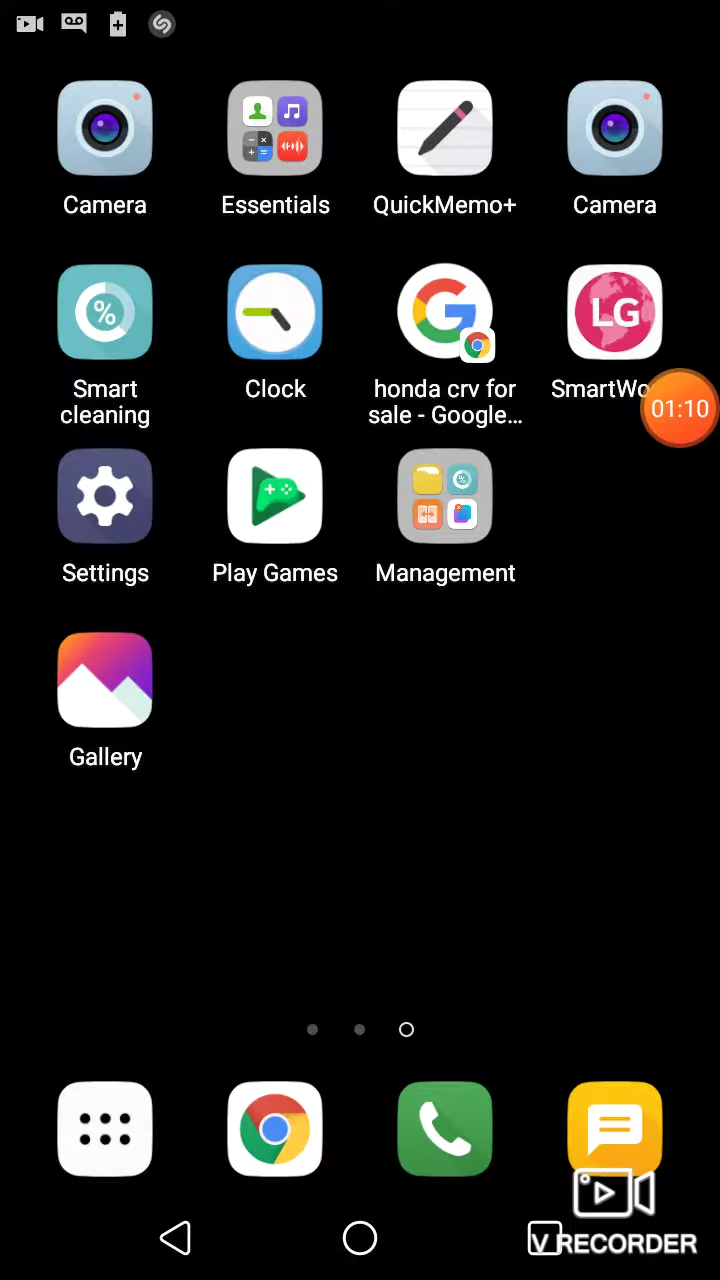 Camera
Essentials
QuickMemo+
Camera
%
G
LG
Smart
cleaning
Clock
honda crv for
sale - Google...
SmartWo
01:10
Settings
Play Games
Management
Gallery
V RECORDER